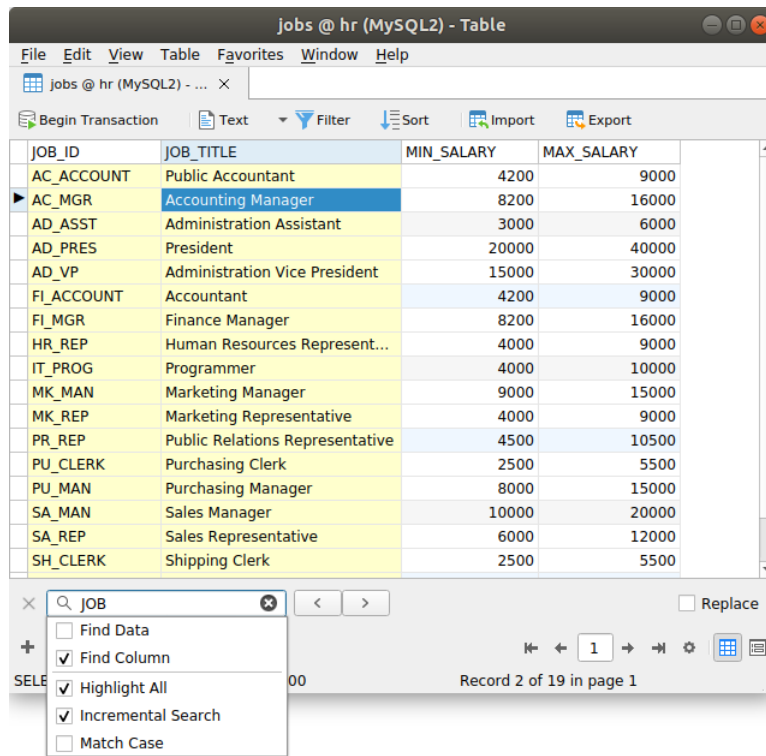 jobs @ hr (MySQL2) - Table
File Edit View Table Favorites Window Help
jobs @ hr (MySQL2) - ...
Begin Transaction Text Filter Sort Import Export
JOB_ID JOB_TITLE MIN_SALARY MAX_SALARY
AC_ACCOUNT Public Accountant 4200 9000
AC_MGR Accounting Manager 8200 16000
AD_ASST Administration Assistant 3000 6000
AD_PRES President 20000 40000
AD_VP Administration Vice President 15000 30000
FI_ACCOUNT Accountant 4200 9000
FI_MGR Finance Manager 8200 16000
HR_REP Human Resources Represent... 4000 9000
IT_PROG Programmer 4000 10000
MK_MAN Marketing Manager 9000 15000
MK_REP Marketing Representative 4000 9000
PR_REP Public Relations Representative 4500 10500
PU_CLERK Purchasing Clerk 2500 5500
PU_MAN Purchasing Manager 8000 15000
SA_MAN Sales Manager 10000 20000
SA_REP Sales Representative 6000 12000
SH_CLERK Shipping Clerk 2500 5500
JOB Replace
Find Data
1
Find Column
SELE 00 Record 2 of 19 in page 1
Highlight All
Incremental Search
Match Case